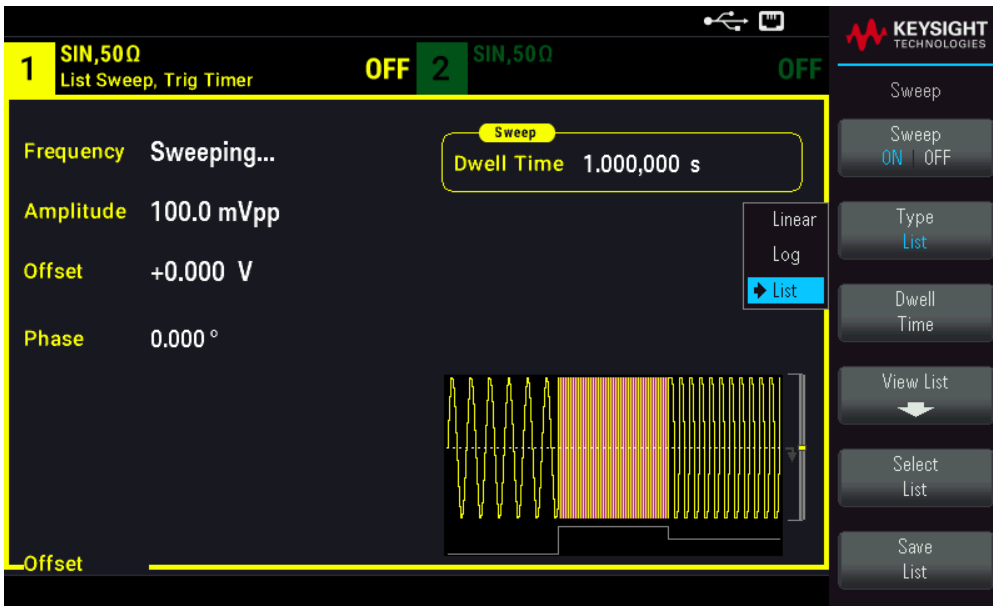 1
SIN,50Ω
List Sweep, Trig Timer
OFF
2
SIN,50Ω
OFF
Frequency Sweeping...
Amplitude 100.0 mVpp
Offset +0.000 V
Phase 0.000 °
Sweep
Dwell Time 1.000,000 s
Linear
Log
List
Offset
KEYSIGHT
TECHNOLOGIES
Sweep
Sweep
ON | OFF
Type
List
Dwell
Time
View List
Select
List
Save
List